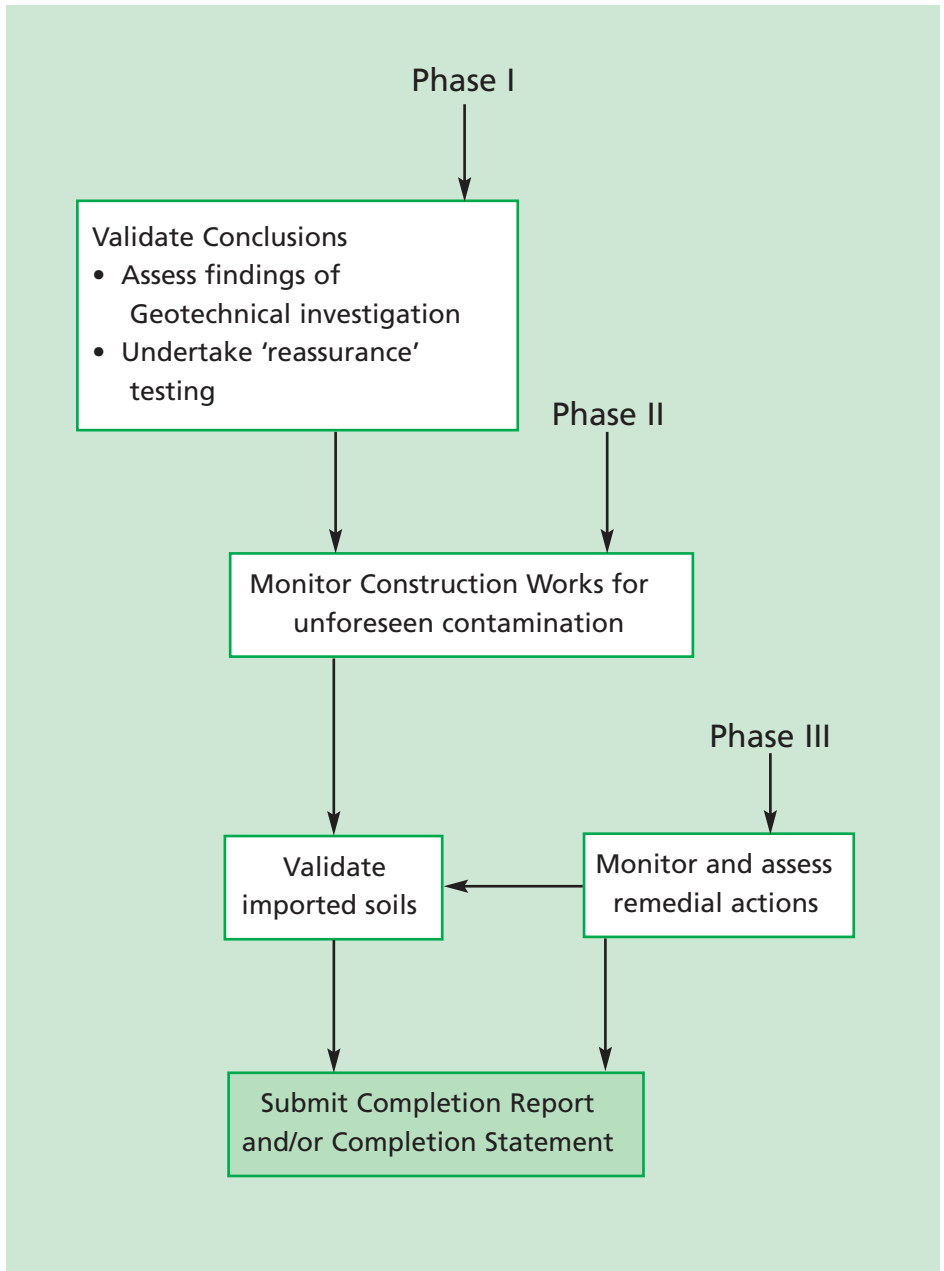 Phase I
Validate Conclusions
• Assess findings of
Geotechnical investigation
• Undertake ‘reassurance’
testing
Phase II
Monitor Construction Works for
unforeseen contamination
Phase III
Validate
imported soils
Monitor and assess
remedial actions
Submit Completion Report
and/or Completion Statement